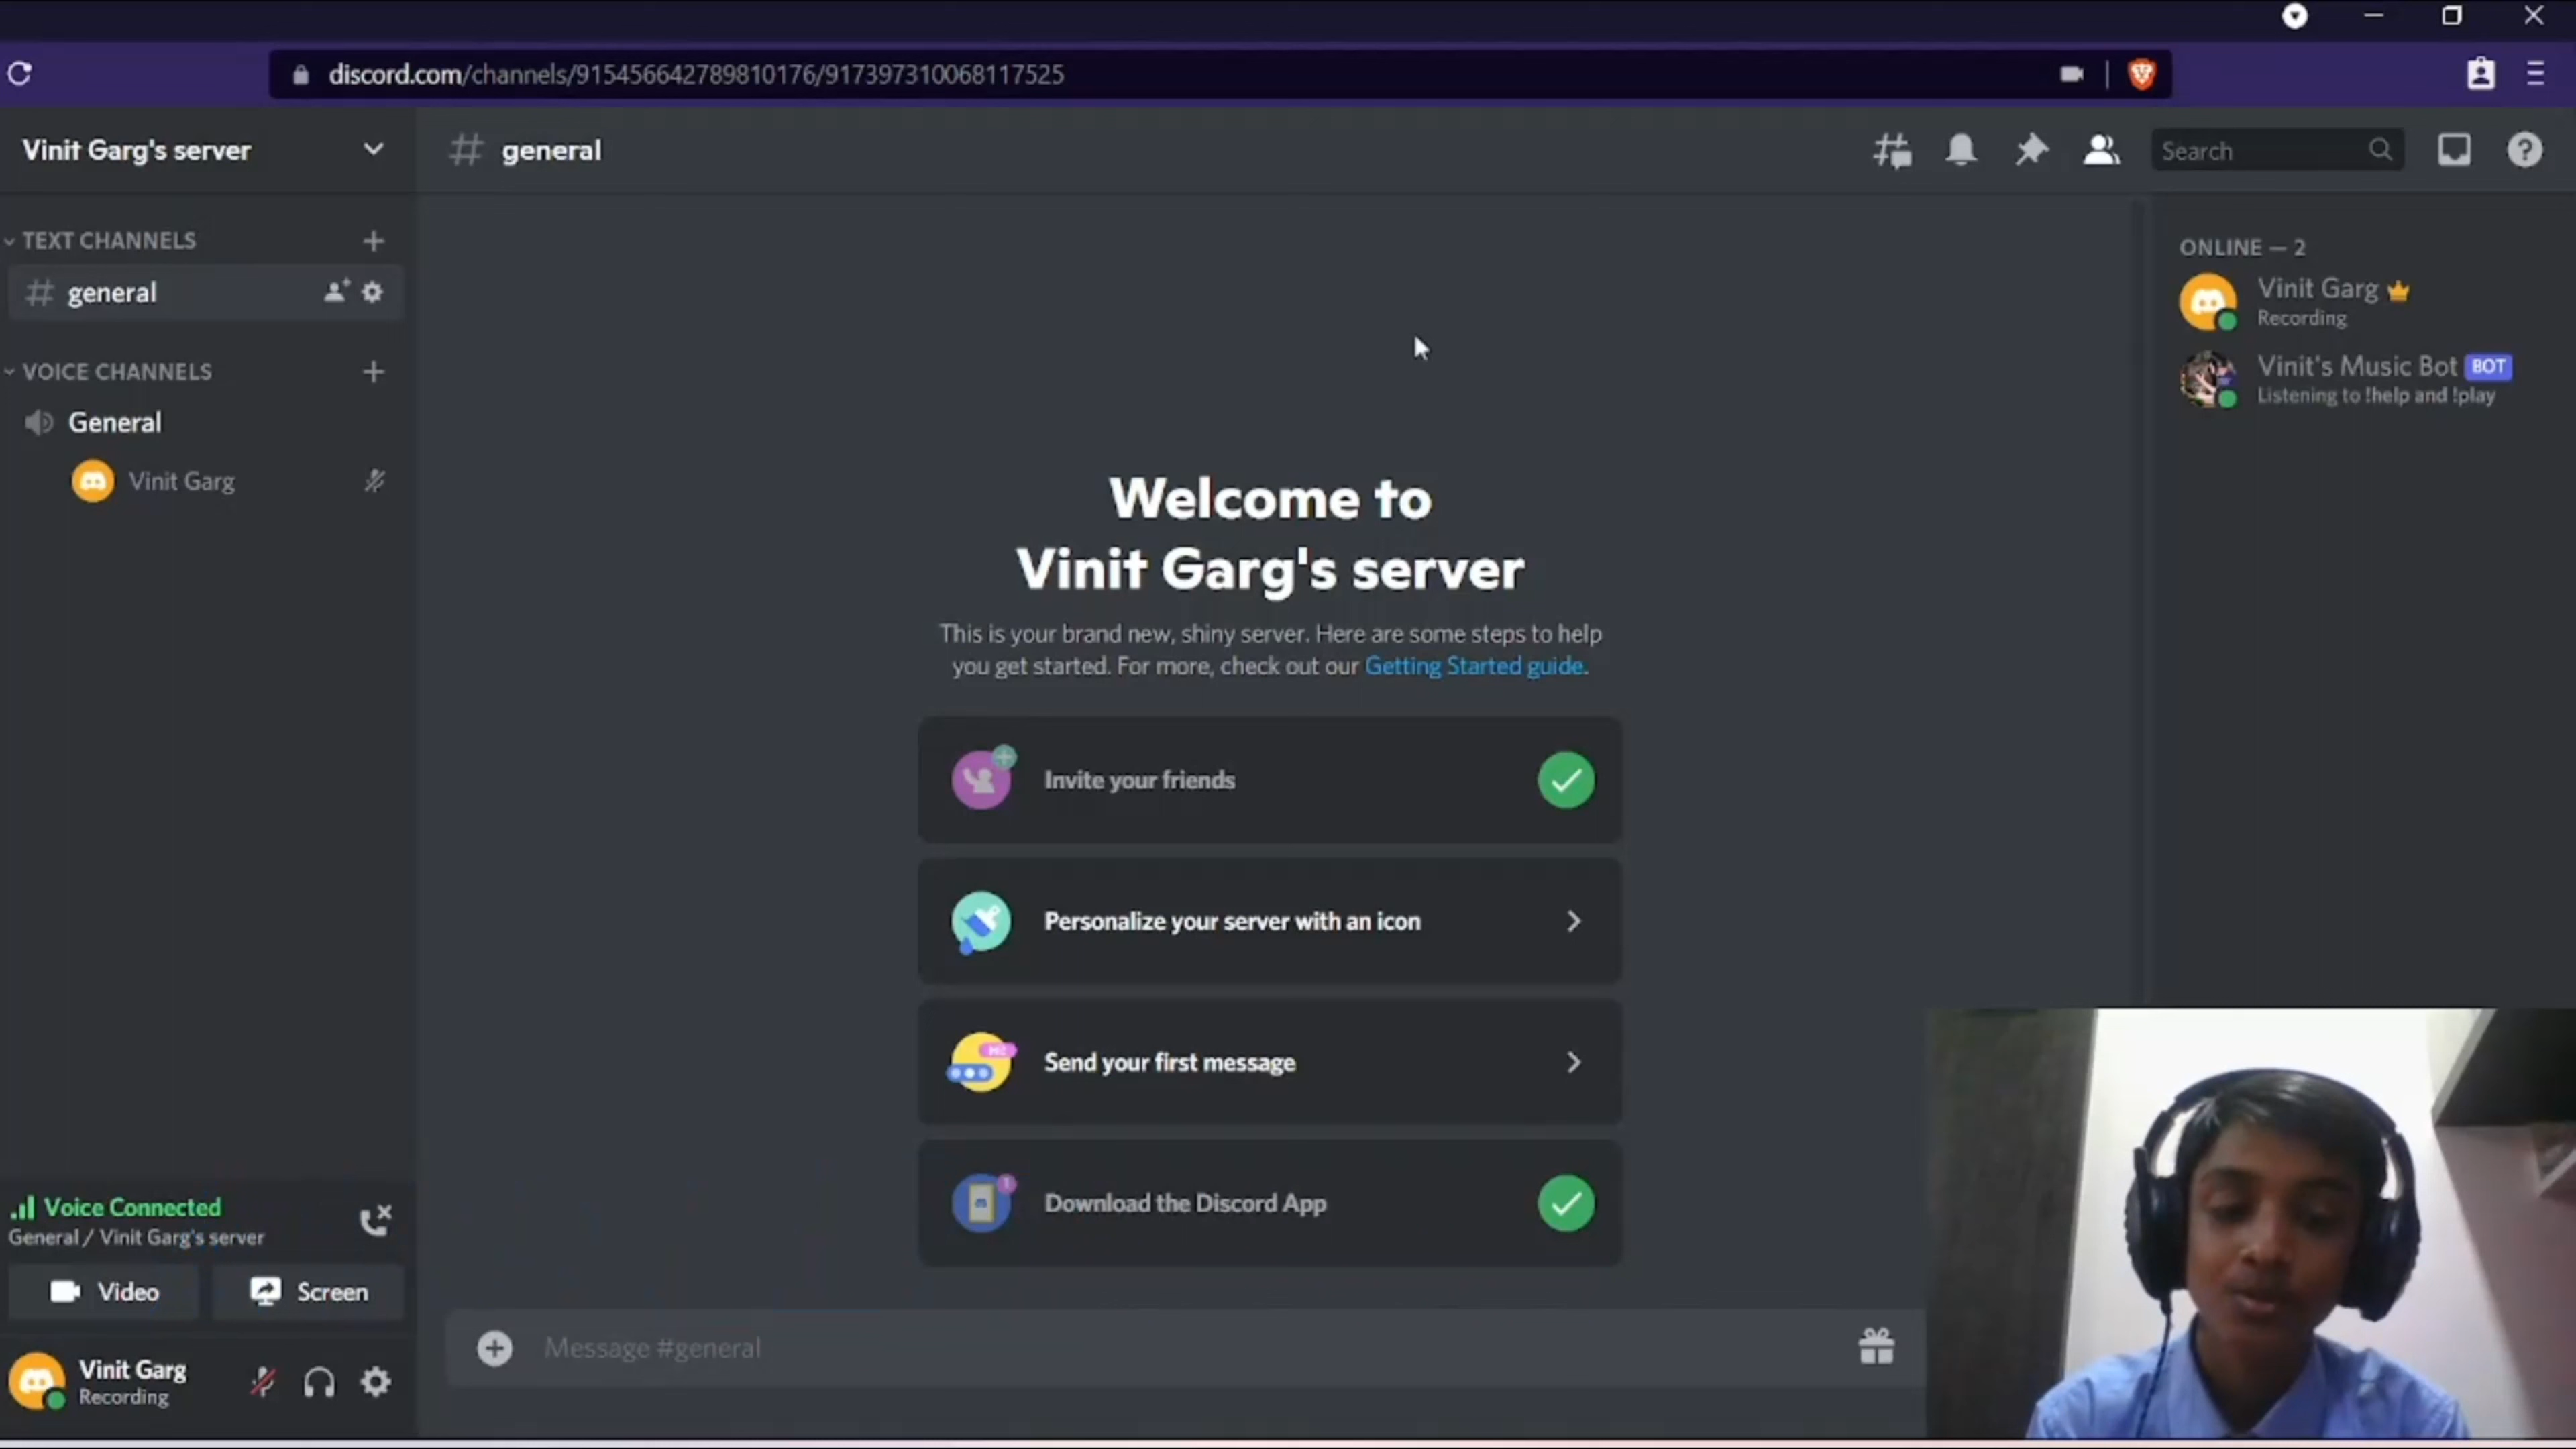 discord.com/channels/915456642789810176/917397310068117525
Vinit Garg's server
general
Search
TEXT CHANNELS
general
VOICE CHANNELS
General
Vinit Garg
ONLINE — 2
Vinit Garg
Recording
Vinit's Music Bot BOT
Listening to !help and !play
Welcome to
Vinit Garg's server
This is your brand new, shiny server. Here are some steps to help
you get started. For more, check out our Getting Started guide.
Invite your friends
Personalize your server with an icon
Send your first message
Download the Discord App
Voice Connected
General / Vinit Garg's server
Video
Screen
Vinit Garg
Recording
Message #general